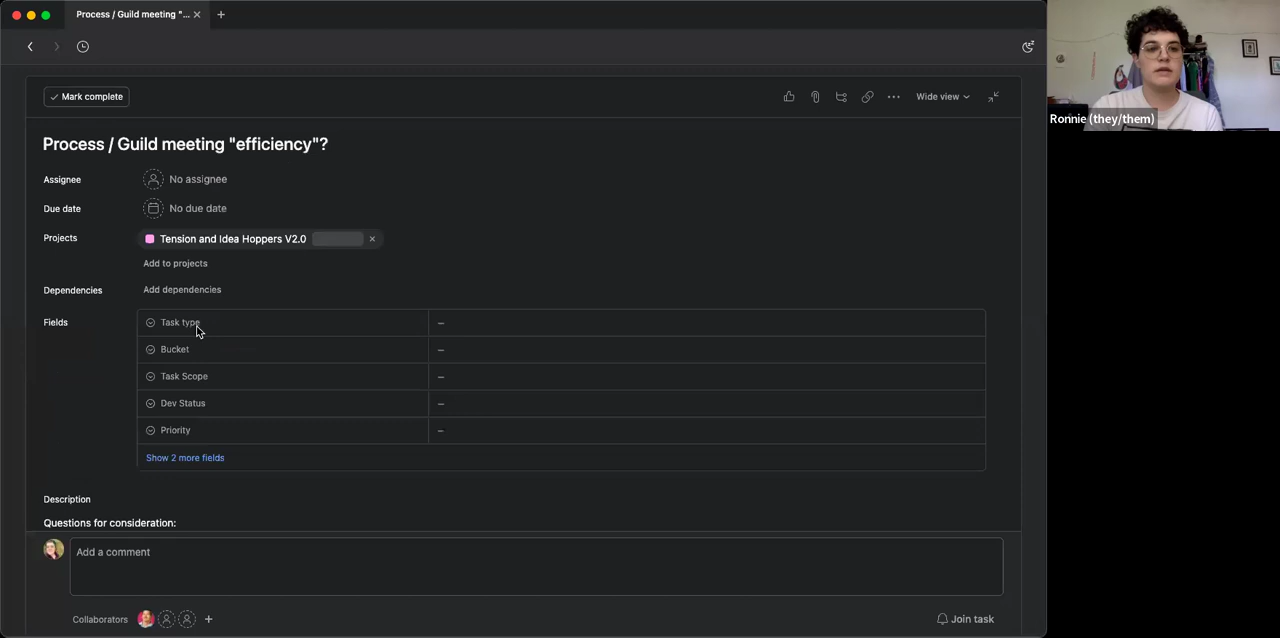 Process / Guild meeting "...
Mark complete
Wide view
Ronnie (they/them)
Process / Guild meeting "efficiency"?
Assignee No assignee
Due date No due date
Projects Tension and Idea Hoppers V2.0
Add to projects
Dependencies Add dependencies
Fields Task type –
Bucket –
Task Scope –
Dev Status –
Priority –
Show 2 more fields
Description
Questions for consideration:
Add a comment
Collaborators Join task